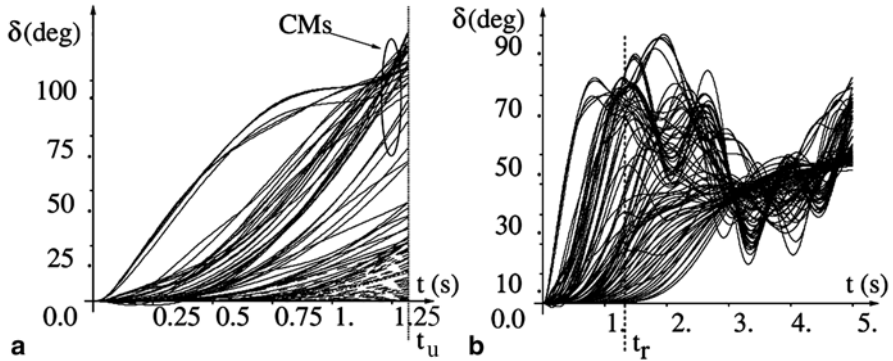 δ(deg)
CMs
100
75
50
25
0.0
0.25 0.5 0.75 1. 1.25
t (s)
t_u
a
δ(deg)
90
70
50
30
10
0.0
1. 2. 3. 4. 5.
t (s)
t_r
b